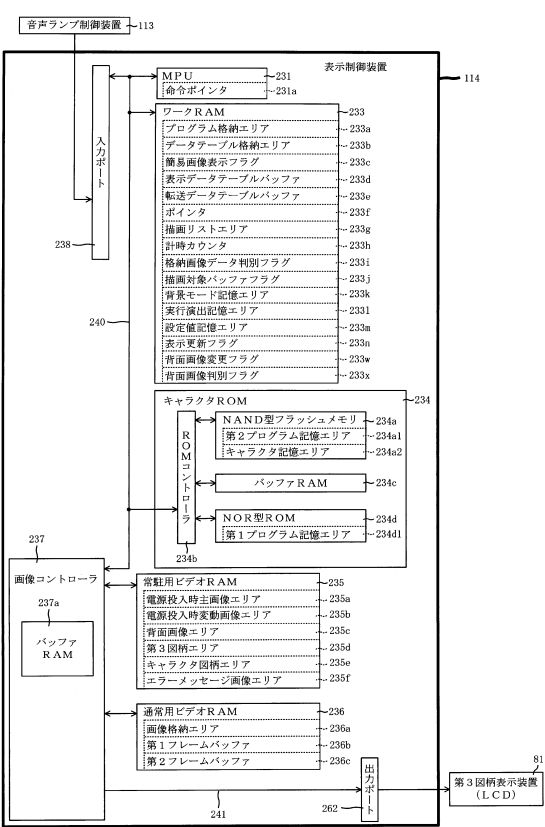 音声ランプ制御装置 113
表示制御装置
114
MPU 231
命令ポインタ 231a
入力ポート
238
ワークRAM 233
プログラム格納エリア 233a
データテーブル格納エリア 233b
簡易画像表示フラグ 233c
表示データテーブルバッファ 233d
転送データテーブルバッファ 233e
ポインタ 233f
描画リストエリア 233g
計時カウンタ 233h
格納画像データ判別フラグ 233i
描画対象バッファフラグ 233j
背景モード記憶エリア 233k
実行演出記憶エリア 233l
設定値記憶エリア 233m
表示更新フラグ 233n
背面画像変更フラグ 233w
背面画像判別フラグ 233x
240
キャラクタROM 234
ROMコントローラ
234b
NAND型フラッシュメモリ 234a
第2プログラム記憶エリア 234a1
キャラクタ記憶エリア 234a2
バッファRAM 234c
NOR型ROM 234d
第1プログラム記憶エリア 234d1
237
画像コントローラ
237a
バッファ
RAM
常駐用ビデオRAM 235
電源投入時主画像エリア 235a
電源投入時変動画像エリア 235b
背面画像エリア 235c
第3図柄エリア 235d
キャラクタ図柄エリア 235e
エラーメッセージ画像エリア 235f
通常用ビデオRAM 236
画像格納エリア 236a
第1フレームバッファ 236b
第2フレームバッファ 236c
241
出力ポート
262
81
第3図柄表示装置
(LCD)